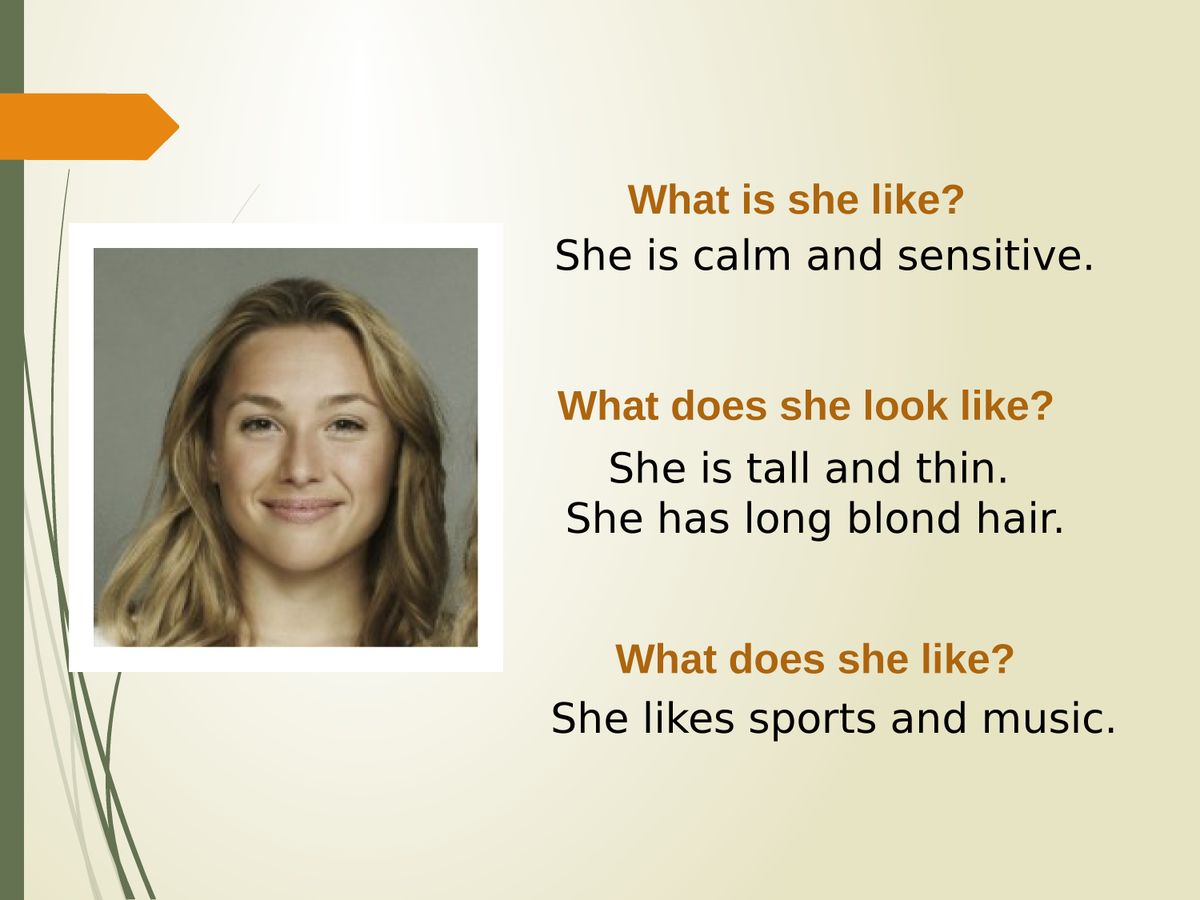 What is she like?
She is calm and sensitive.
What does she look like?
She is tall and thin.
She has long blond hair.
What does she like?
She likes sports and music.